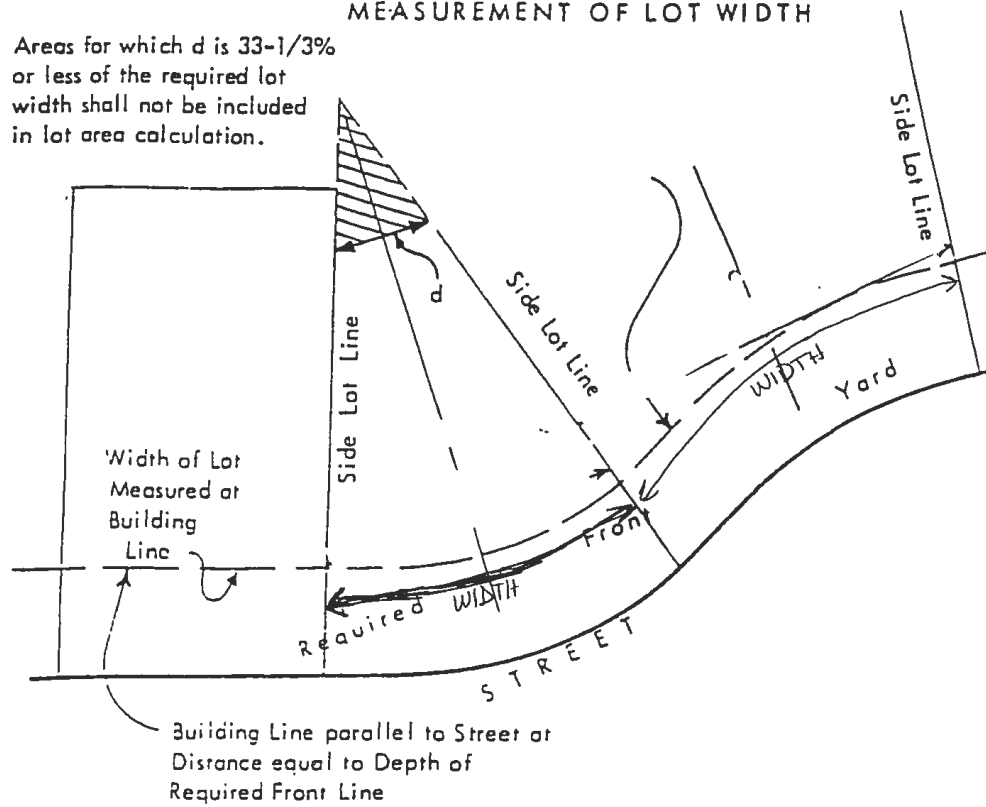 MEASUREMENT OF LOT WIDTH
Areas for which d is 33-1/3%
or less of the required lot
width shall not be included
in lot area calculation.
Side Lot Line
d
Side Lot Line
Side Lot Line
WIDTH
Yard
Width of Lot
Measured at
Building
Line
Front
WIDTH
Required
STREET
Building Line parallel to Street at
Distance equal to Depth of
Required Front Line